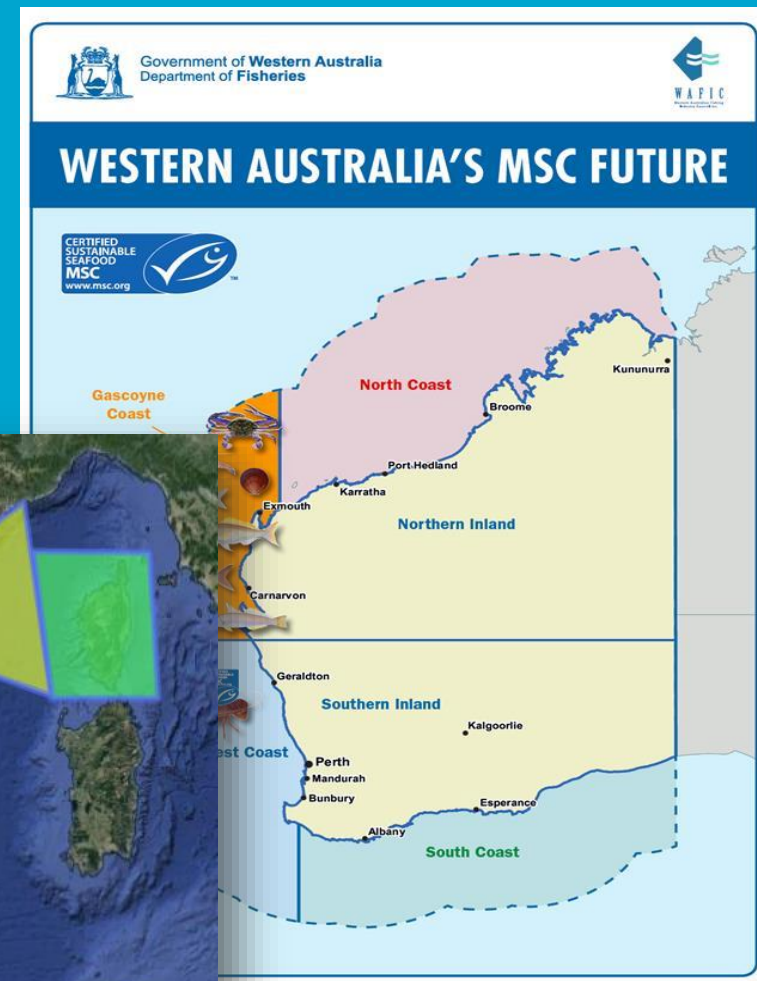 Government of Western Australia
Department of Fisheries
WAFIC
WESTERN AUSTRALIA'S MSC FUTURE
CERTIFIED
SUSTAINABLE
SEAFOOD
MSC
www.msc.org
TM
North Coast
Kununurra
Gascoyne
Coast
Broome
Port Hedland
Karratha
Exmouth
Northern Inland
Carnarvon
Geraldton
Southern Inland
Kalgoorlie
est Coast
Perth
Mandurah
Bunbury
Esperance
Albany
South Coast